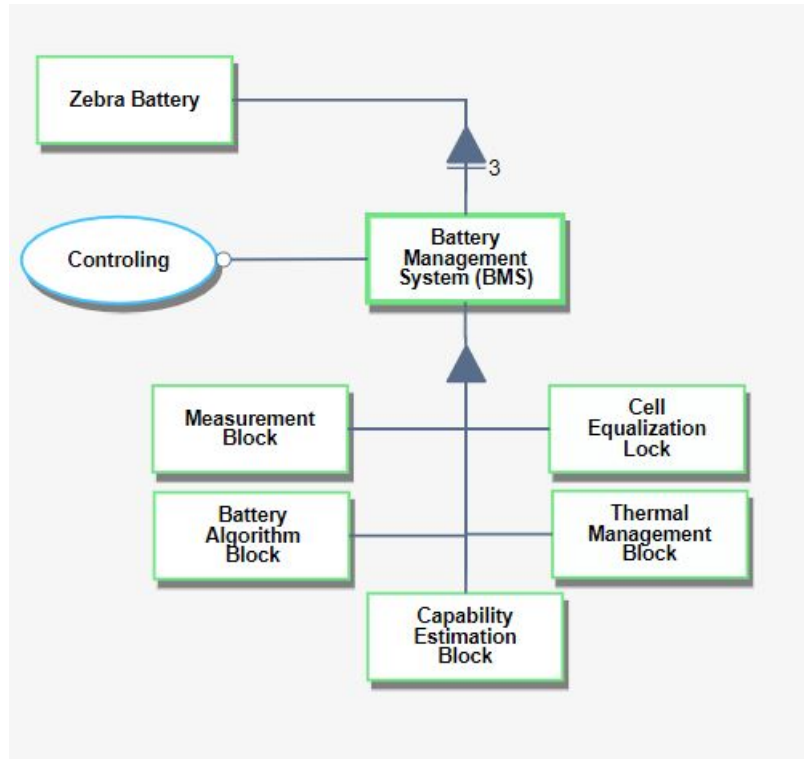 Zebra Battery
3
Controling
Battery
Management
System (BMS)
Measurement
Block
Cell
Equalization
Lock
Battery
Algorithm
Block
Thermal
Management
Block
Capability
Estimation
Block